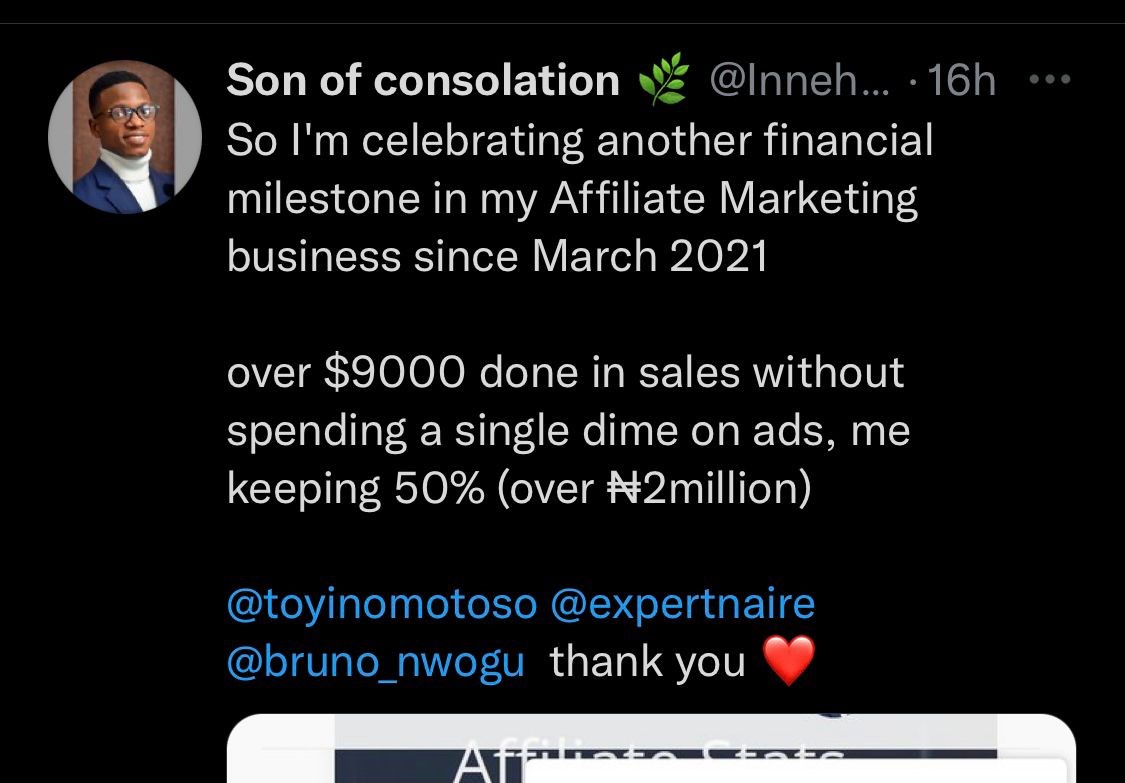 Son of consolation 🌿 @Inneh... · 16h ...
So I'm celebrating another financial
milestone in my Affiliate Marketing
business since March 2021
over $9000 done in sales without
spending a single dime on ads, me
keeping 50% (over ₦2million)
@toyinomotoso @expertnaire
@bruno_nwogu thank you ❤️
Affiliate Stats